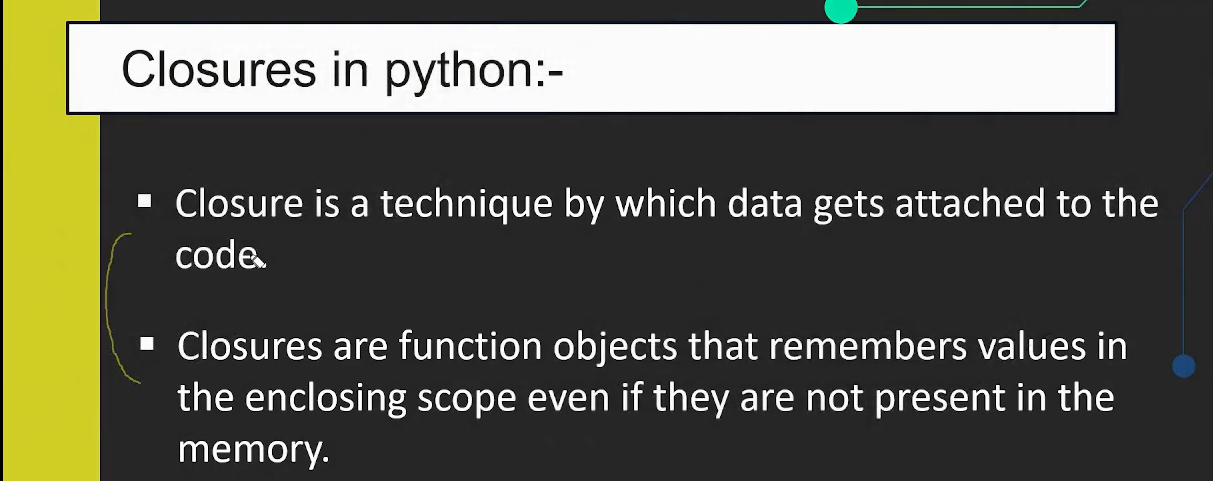 Closures in python:-
▪ Closure is a technique by which data gets attached to the
code.
▪ Closures are function objects that remembers values in
the enclosing scope even if they are not present in the
memory.